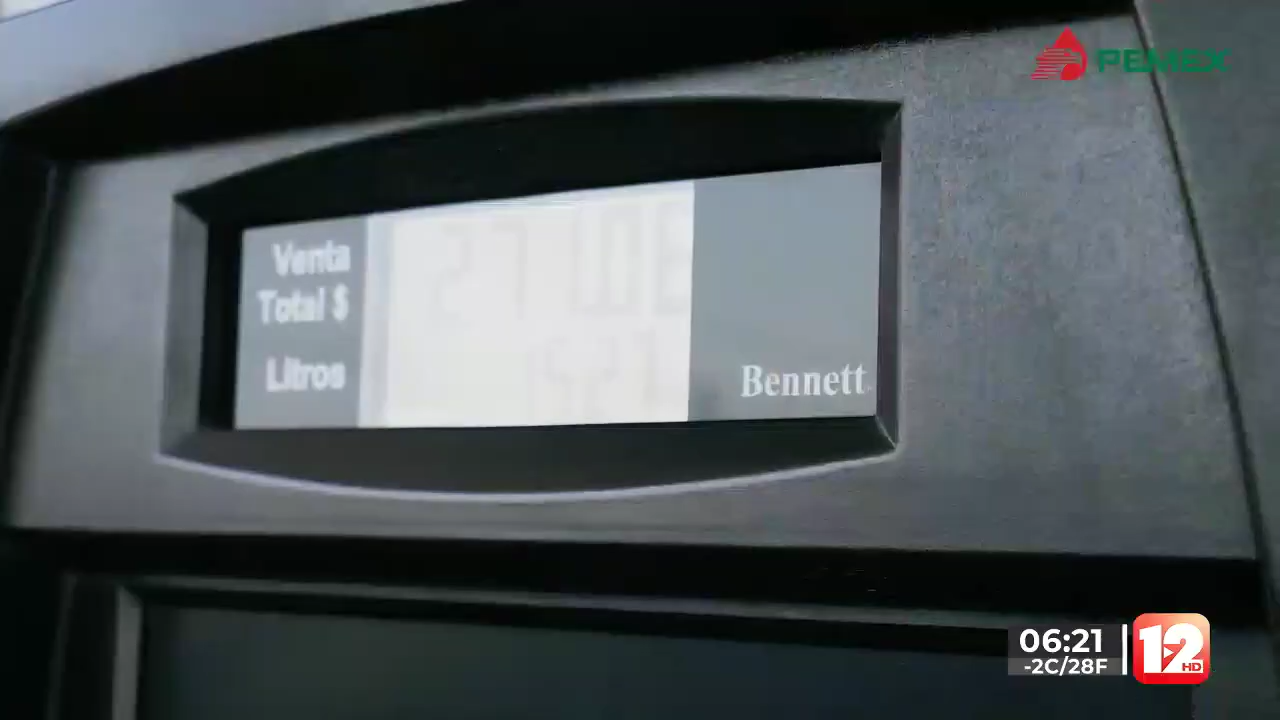 PEMEX
Venta
Total $
Litros
Bennett
06:21
-2C/28F
12
HD